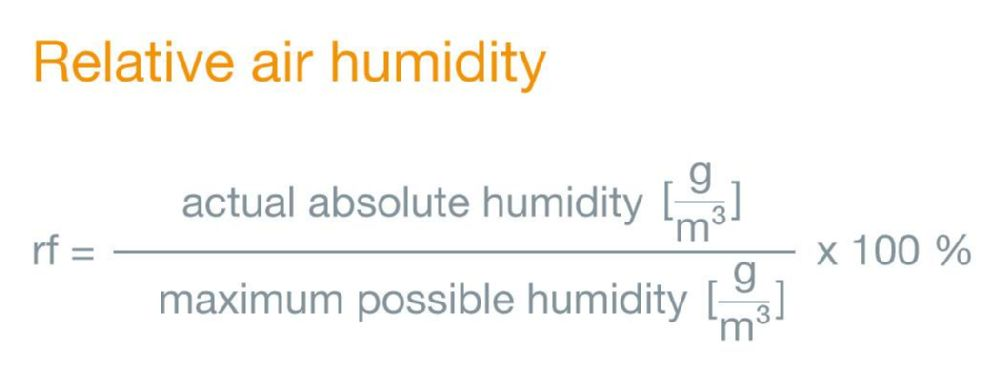 Relative air humidity
rf = actual absolute humidity [g/m³] / maximum possible humidity [g/m³] x 100 %